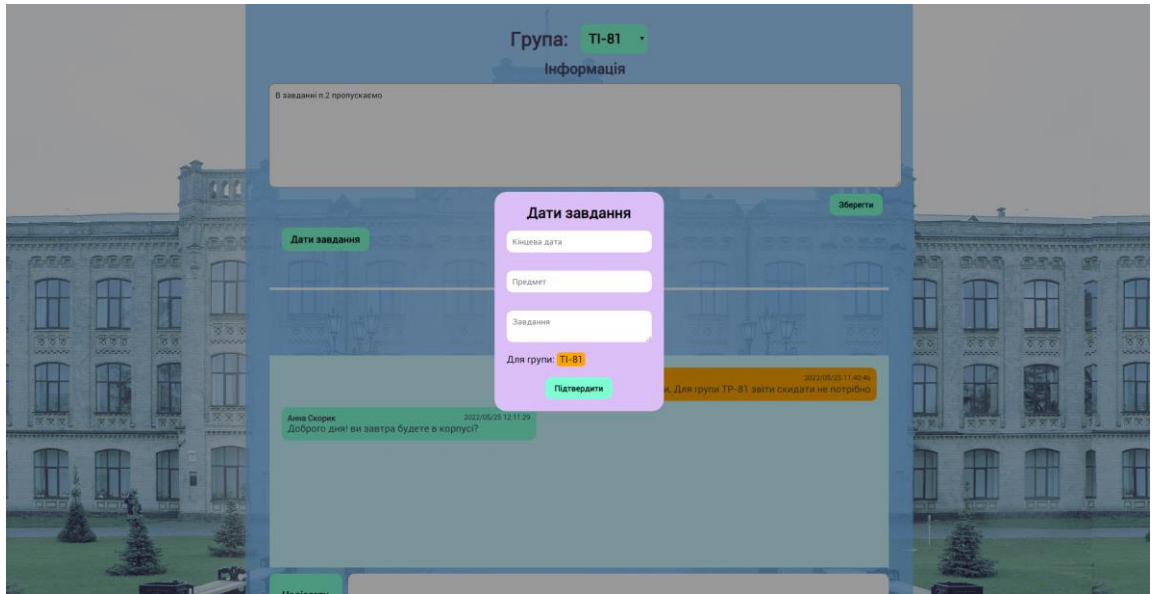 Група: ТІ-81
Інформація
В завданні п.2 пропускаємо
Зберегти
Дати завдання
Дати завдання
Кінцева дата
Предмет
Завдання
Для групи: ТІ-81
Підтвердити
2022/05/25 11:40:46
Для групи ТР-81 звіти скидати не потрібно
Анна Скорик 2022/05/25 12:11:29
Доброго дня! ви завтра будете в корпусі?